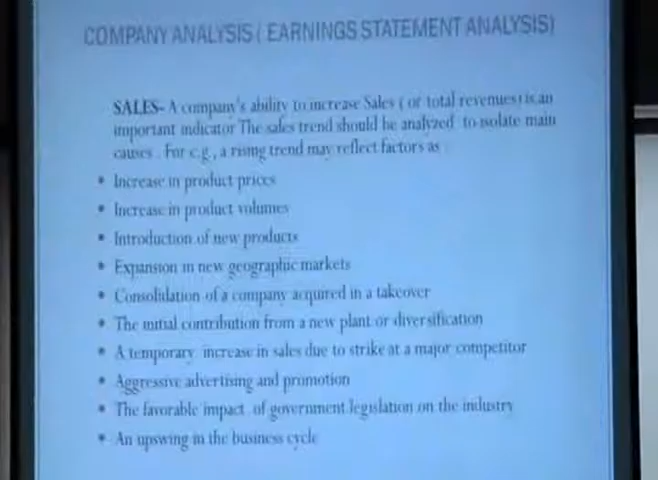 COMPANY ANALYSIS ( EARNINGS STATEMENT ANALYSIS)
SALES- A company's ability to increase Sales ( or total revenues) is an
important indicator The sales trend should be analyzed to isolate main
causes . For e.g., a rising trend may reflect factors as
• Increase in product prices
• Increase in product volumes
• Introduction of new products
• Expansion in new geographic markets
• Consolidation of a company acquired in a takeover
• The initial contribution from a new plant or diversification
• A temporary increase in sales due to strike at a major competitor
• Aggressive advertising and promotion
• The favorable impact of government legislation on the industry
• An upswing in the business cycle